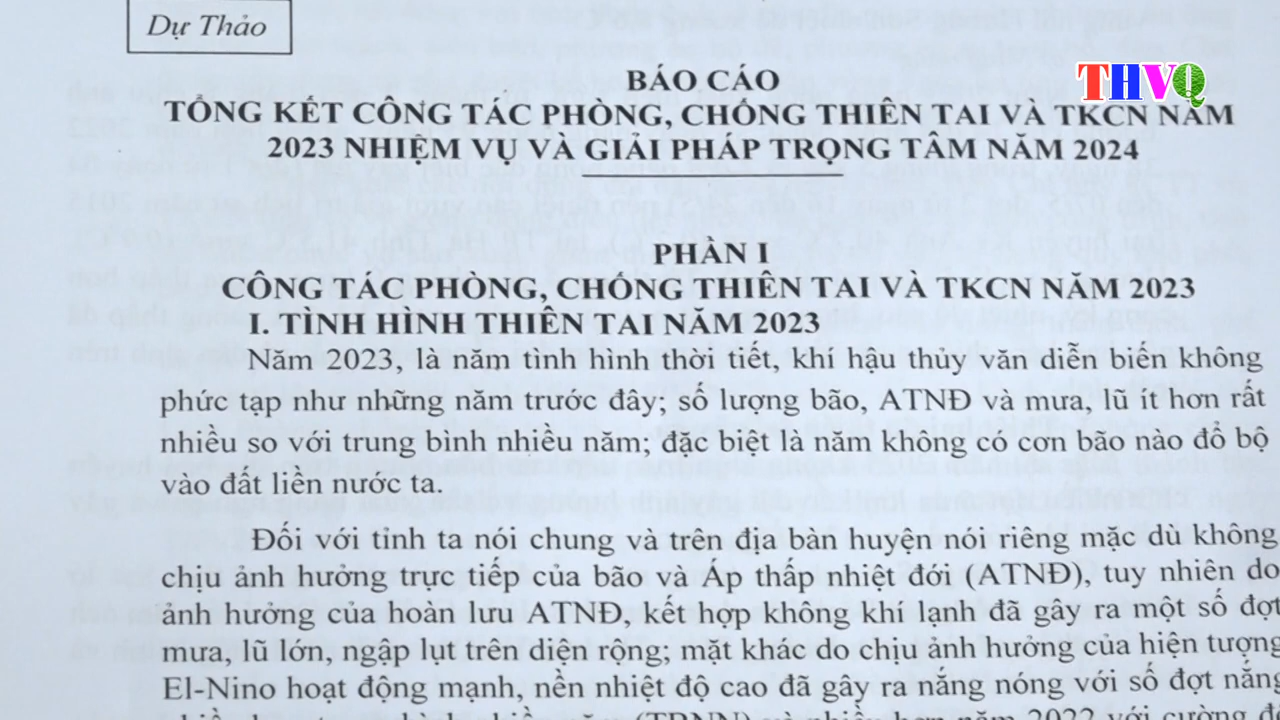 Dự Thảo
THVQ
BÁO CÁO
TỔNG KẾT CÔNG TÁC PHÒNG, CHỐNG THIÊN TAI VÀ TKCN NĂM
2023 NHIỆM VỤ VÀ GIẢI PHÁP TRỌNG TÂM NĂM 2024
PHẦN I
CÔNG TÁC PHÒNG, CHỐNG THIÊN TAI VÀ TKCN NĂM 2023
I. TÌNH HÌNH THIÊN TAI NĂM 2023
Năm 2023, là năm tình hình thời tiết, khí hậu thủy văn diễn biến không
phức tạp như những năm trước đây; số lượng bão, ATNĐ và mưa, lũ ít hơn rất
nhiều so với trung bình nhiều năm; đặc biệt là năm không có cơn bão nào đổ bộ
vào đất liền nước ta.
Đối với tỉnh ta nói chung và trên địa bàn huyện nói riêng mặc dù không
chịu ảnh hưởng trực tiếp của bão và Áp thấp nhiệt đới (ATNĐ), tuy nhiên do
ảnh hưởng của hoàn lưu ATNĐ, kết hợp không khí lạnh đã gây ra một số đợt
mưa, lũ lớn, ngập lụt trên diện rộng; mặt khác do chịu ảnh hưởng của hiện tượng
El-Nino hoạt động mạnh, nền nhiệt độ cao đã gây ra nắng nóng với số đợt nắng
(TBNN) và nhiều hơn năm 2022 với cường